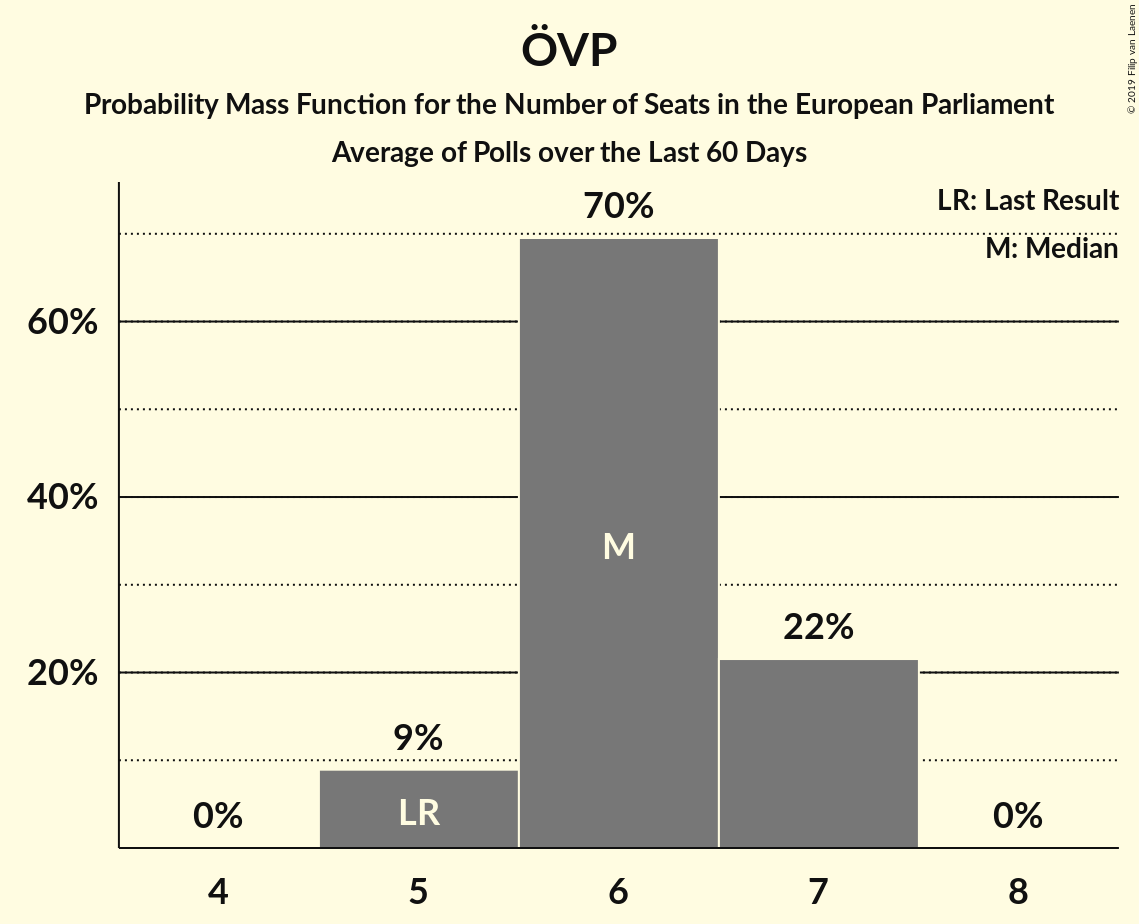 ÖVP
Probability Mass Function for the Number of Seats in the European Parliament
Average of Polls over the Last 60 Days
© 2019 Filip van Laenen
LR: Last Result
M: Median
70%
60%
40%
M
22%
20%
9%
LR
0%
0%
4 5 6 7 8